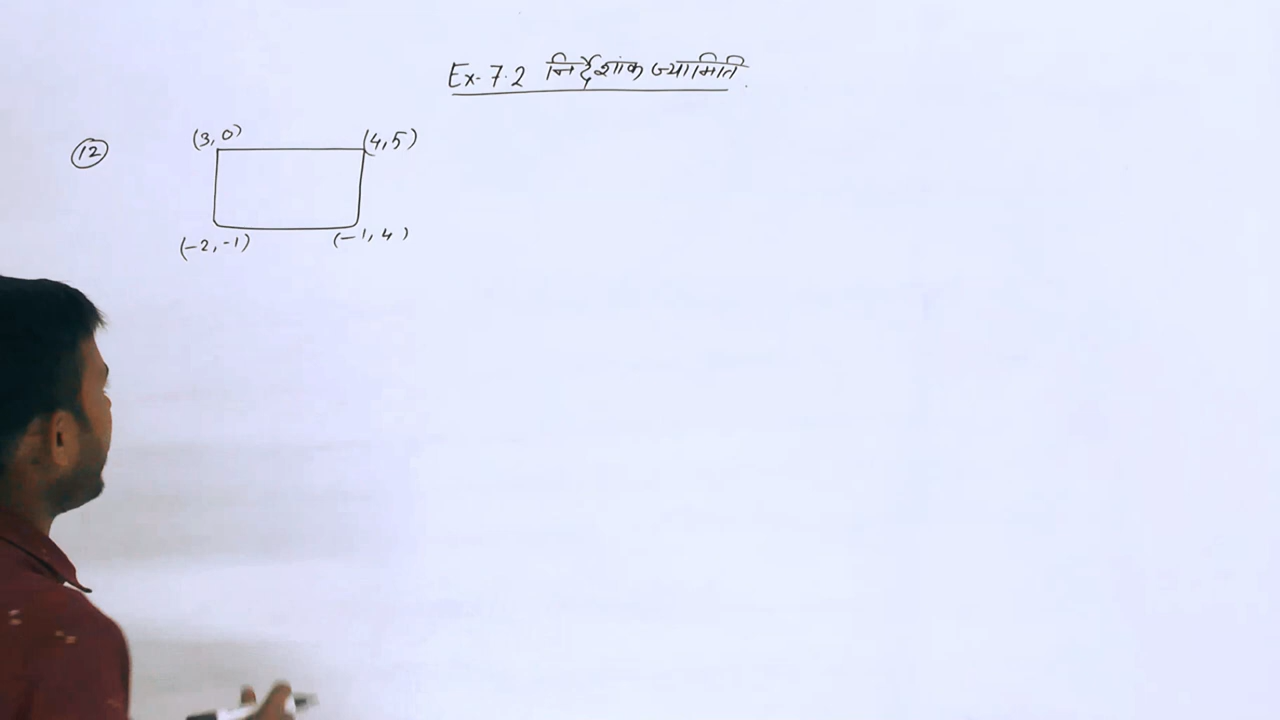 Ex- 7.2 निर्देशांक ज्यामिति.
12
(3, 0) (4, 5)
(-2, -1) (-1, 4)